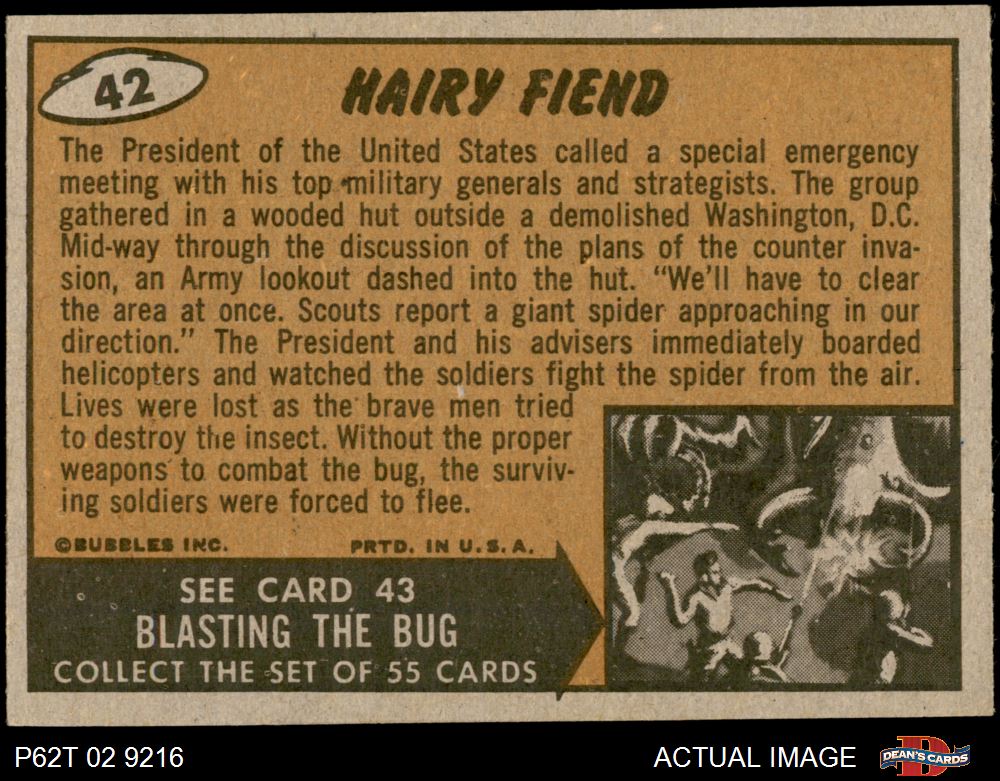 42
HAIRY FIEND
The President of the United States called a special emergency
meeting with his top military generals and strategists. The group
gathered in a wooded hut outside a demolished Washington, D.C.
Mid-way through the discussion of the plans of the counter inva-
sion, an Army lookout dashed into the hut. “We’ll have to clear
the area at once. Scouts report a giant spider approaching in our
direction.” The President and his advisers immediately boarded
helicopters and watched the soldiers fight the spider from the air.
Lives were lost as the brave men tried
to destroy the insect. Without the proper
weapons to combat the bug, the surviv-
ing soldiers were forced to flee.
©BUBBLES INC. PRTD. IN U.S.A.
SEE CARD 43
BLASTING THE BUG
COLLECT THE SET OF 55 CARDS
P62T 02 9216 ACTUAL IMAGE DEAN'S CARDS